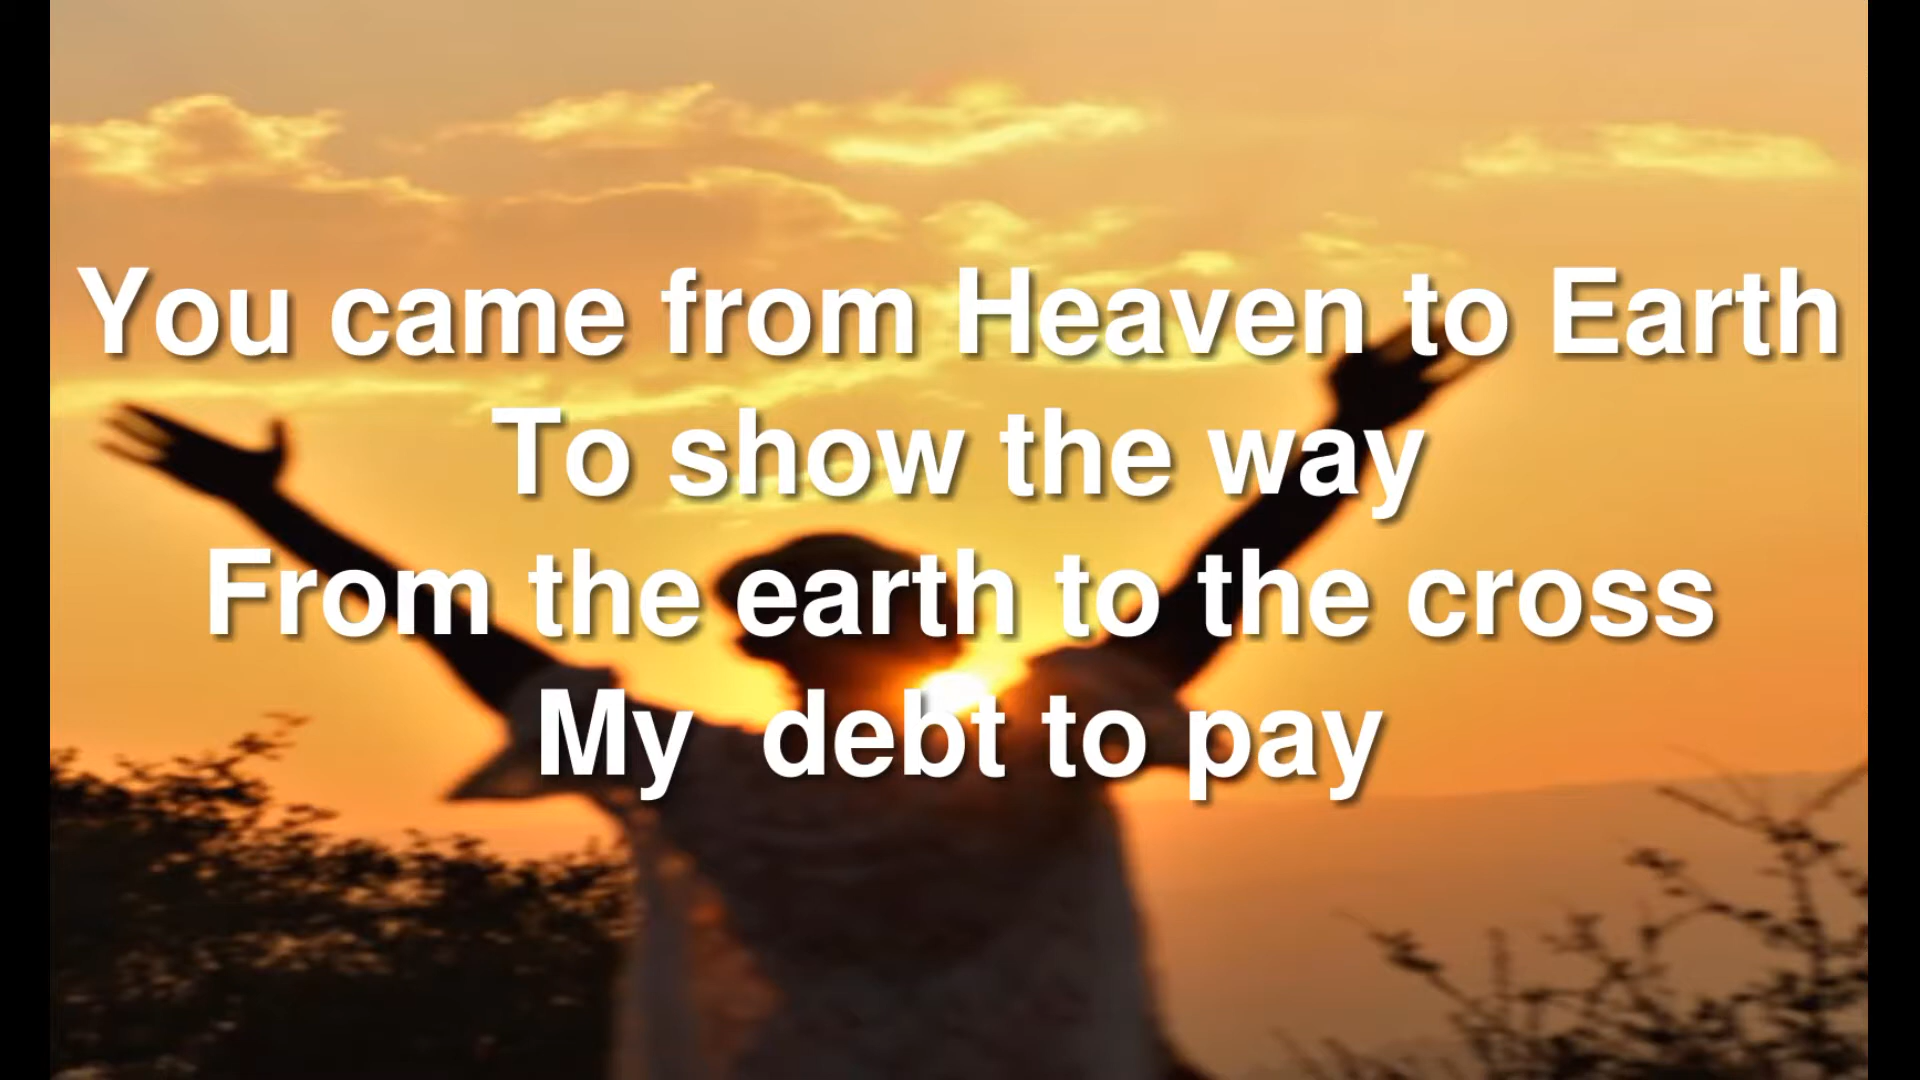 You came from Heaven to Earth
To show the way
From the earth to the cross
My  debt to pay